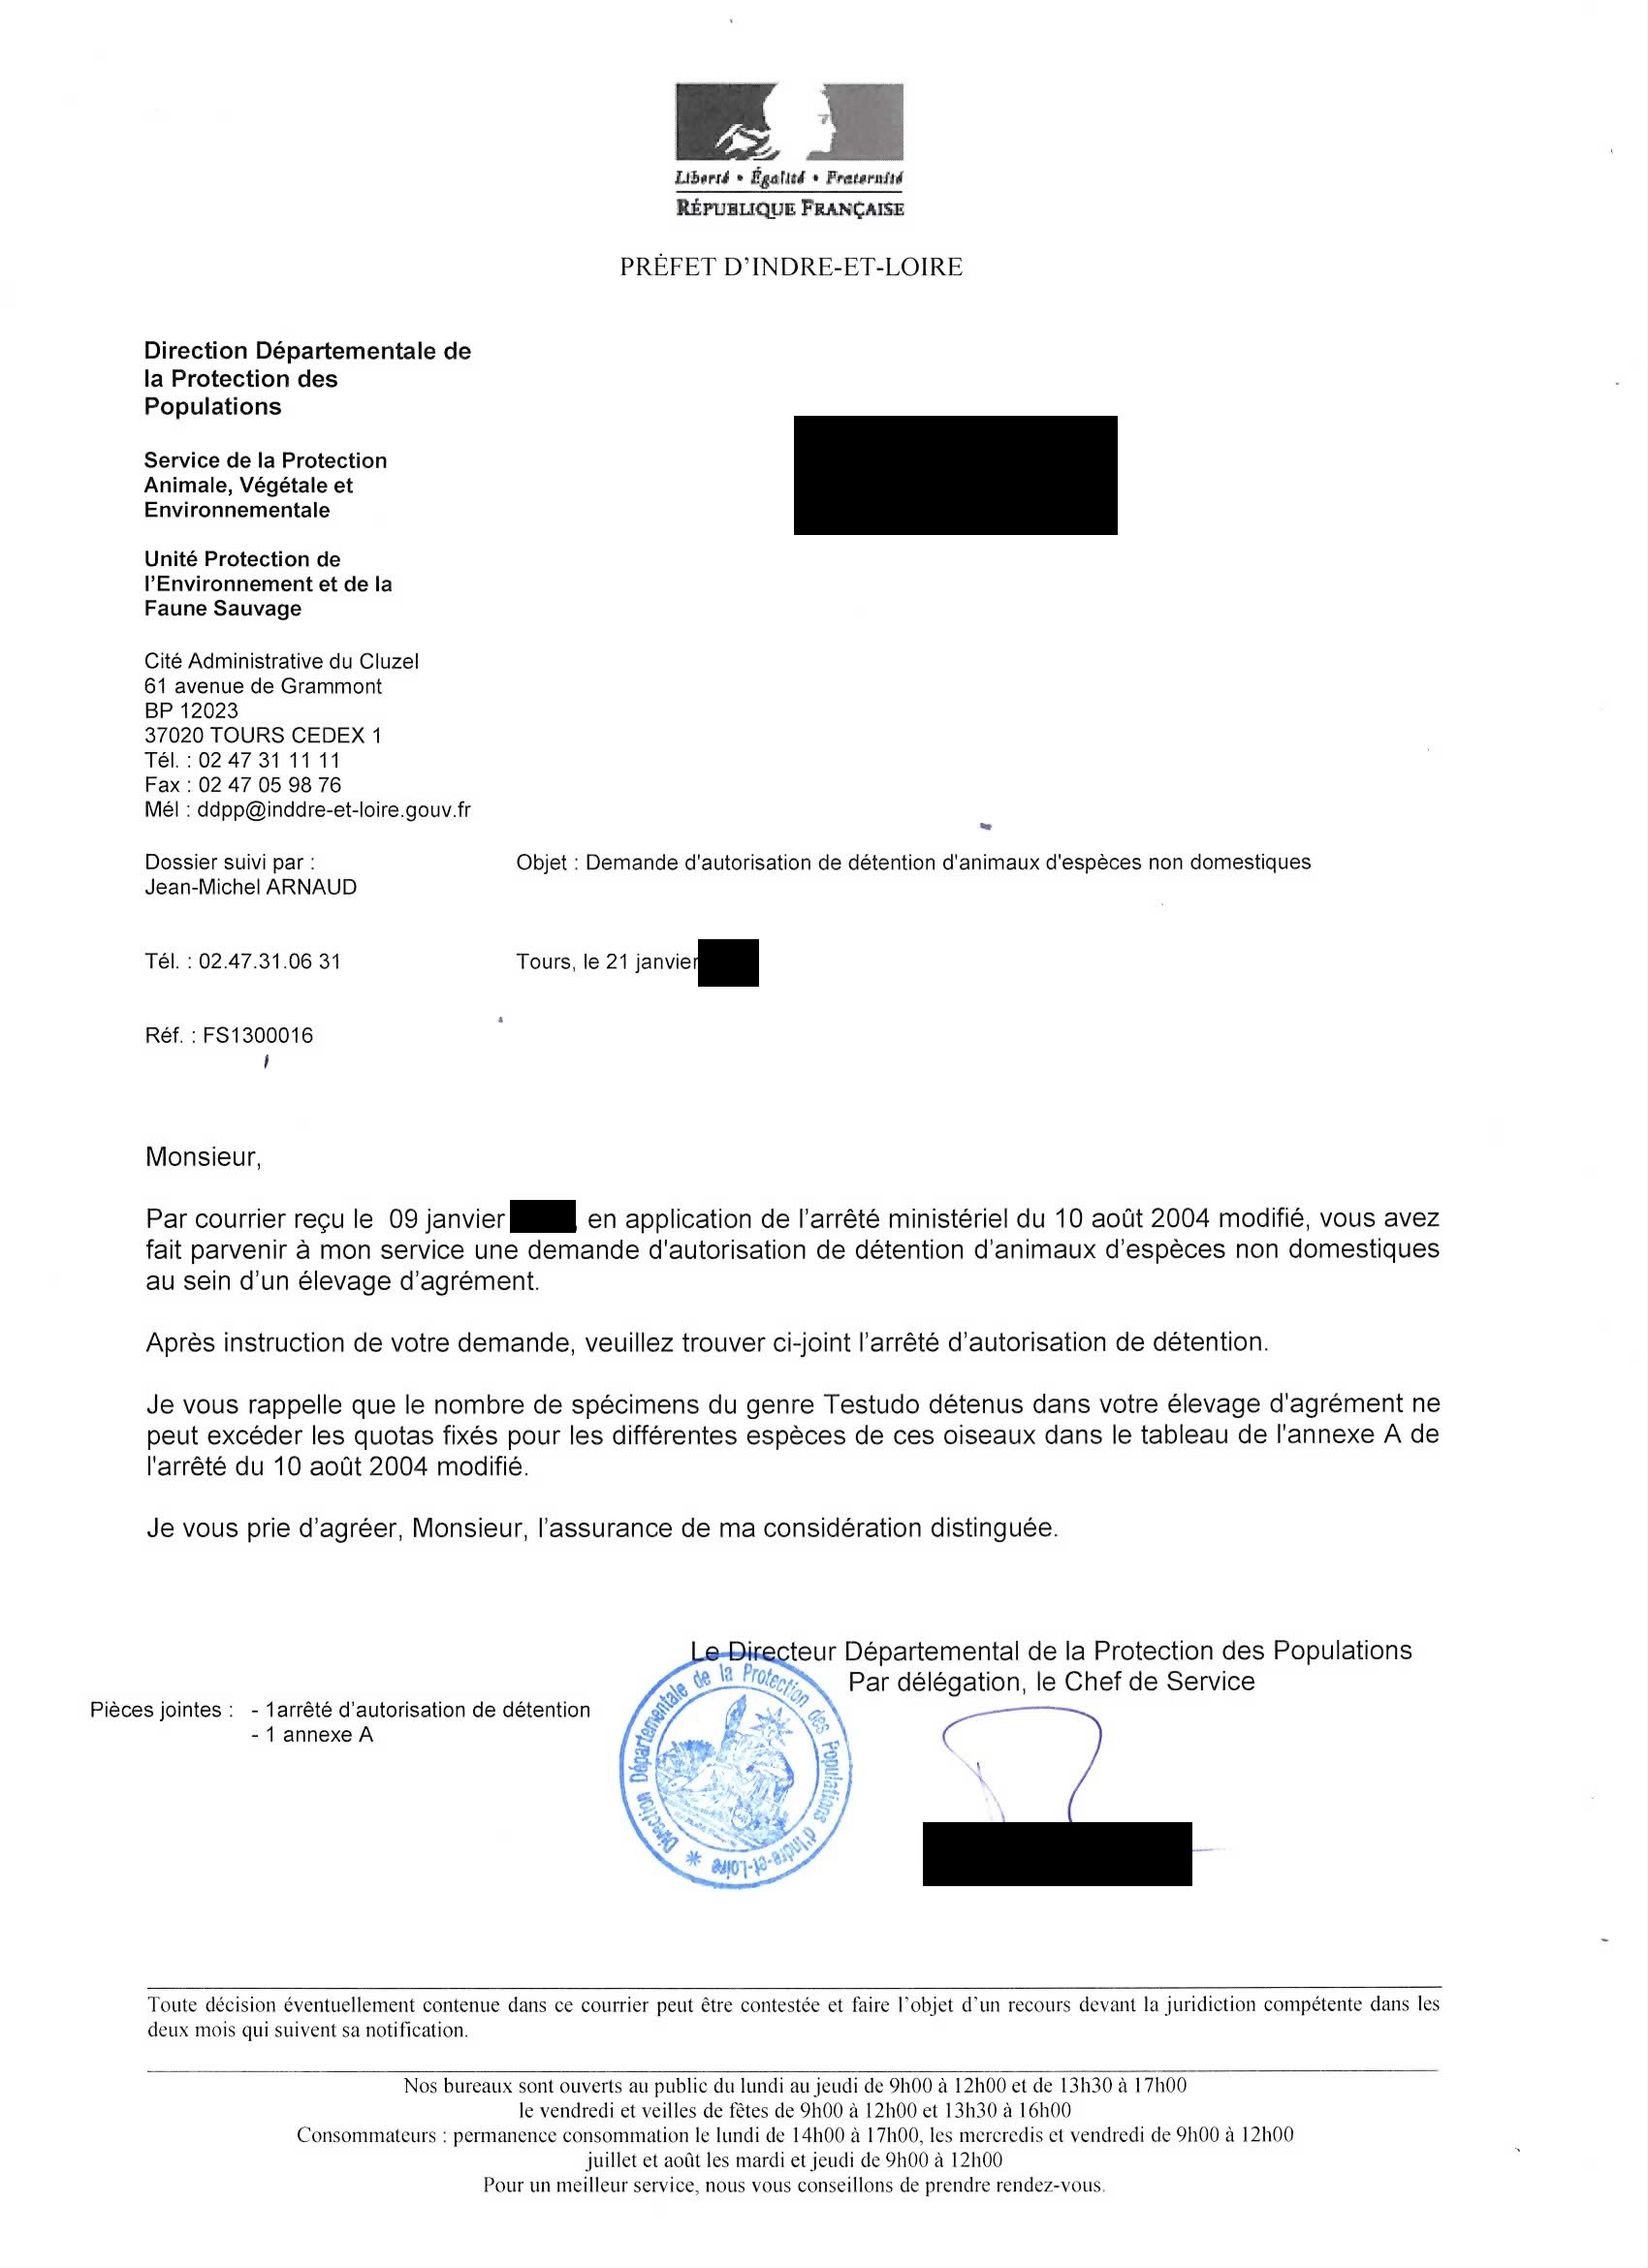 Liberté • Égalité • Fraternité
RÉPUBLIQUE FRANÇAISE
PRÉFET D'INDRE-ET-LOIRE
Direction Départementale de
la Protection des
Populations
Service de la Protection
Animale, Végétale et
Environnementale
Unité Protection de
l'Environnement et de la
Faune Sauvage
Cité Administrative du Cluzel
61 avenue de Grammont
BP 12023
37020 TOURS CEDEX 1
Tél. : 02 47 31 11 11
Fax : 02 47 05 98 76
Mél : ddpp@inddre-et-loire.gouv.fr
Dossier suivi par :
Jean-Michel ARNAUD
Objet : Demande d'autorisation de détention d'animaux d'espèces non domestiques
Tél. : 02.47.31.06 31
Tours, le 21 janvier
Réf. : FS1300016
Monsieur,
Par courrier reçu le 09 janvier en application de l'arrêté ministériel du 10 août 2004 modifié, vous avez
fait parvenir à mon service une demande d'autorisation de détention d'animaux d'espèces non domestiques
au sein d'un élevage d'agrément.
Après instruction de votre demande, veuillez trouver ci-joint l'arrêté d'autorisation de détention.
Je vous rappelle que le nombre de spécimens du genre Testudo détenus dans votre élevage d'agrément ne
peut excéder les quotas fixés pour les différentes espèces de ces oiseaux dans le tableau de l'annexe A de
l'arrêté du 10 août 2004 modifié.
Je vous prie d'agréer, Monsieur, l'assurance de ma considération distinguée.
Le Directeur Départemental de la Protection des Populations
Par délégation, le Chef de Service
Pièces jointes : - 1arrêté d'autorisation de détention
- 1 annexe A
Direction Départementale de la Protection des Populations d'Indre-et-Loire *
Toute décision éventuellement contenue dans ce courrier peut être contestée et faire l'objet d'un recours devant la juridiction compétente dans les
deux mois qui suivent sa notification.
Nos bureaux sont ouverts au public du lundi au jeudi de 9h00 à 12h00 et de 13h30 à 17h00
le vendredi et veilles de fêtes de 9h00 à 12h00 et 13h30 à 16h00
Consommateurs : permanence consommation le lundi de 14h00 à 17h00, les mercredis et vendredi de 9h00 à 12h00
juillet et août les mardi et jeudi de 9h00 à 12h00
Pour un meilleur service, nous vous conseillons de prendre rendez-vous.